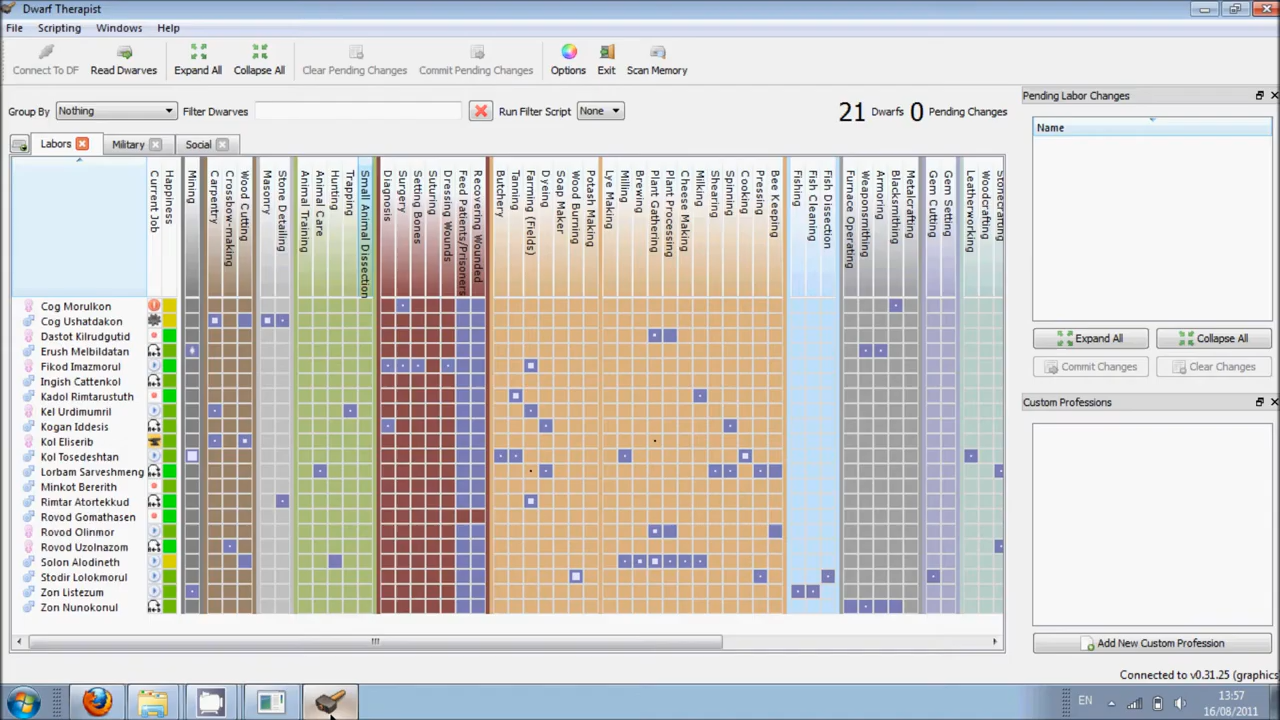 Dwarf Therapist
File Scripting Windows Help
Connect To DF Read Dwarves Expand All Collapse All Clear Pending Changes Commit Pending Changes Options Exit Scan Memory
Group By Nothing Filter Dwarves Run Filter Script None 21 Dwarfs 0 Pending Changes
Labors Military Social
Current Job
Happiness
Mining
Carpentry
Crossbow-making
Wood Cutting
Masonry
Stone Detailing
Animal Training
Animal Care
Hunting
Trapping
Small Animal Dissection
Diagnosis
Surgery
Setting Bones
Suturing
Dressing Wounds
Feed Patients/Prisoners
Recovering Wounded
Butchery
Tanning
Farming (Fields)
Dyeing
Soap Maker
Wood Burning
Potash Making
Lye Making
Milling
Brewing
Plant Gathering
Plant Processing
Cheese Making
Milking
Shearing
Spinning
Cooking
Pressing
Bee Keeping
Fishing
Fish Cleaning
Fish Dissection
Furnace Operating
Weaponsmithing
Armoring
Blacksmithing
Metalcrafting
Gem Cutting
Gem Setting
Leatherworking
Woodcrafting
Cog Morulkon
Cog Ushatdakon
Dastot Kilrudgutid
Erush Melbildatan
Fikod Imazmorul
Ingish Cattenkol
Kadol Rimtarustuth
Kel Urdimumril
Kogan Iddesis
Kol Eliserib
Kol Tosedeshtan
Lorbam Sarveshmeng
Minkot Bererith
Rimtar Atortekkud
Rovod Gomathasen
Rovod Olinmor
Rovod Uzolnazom
Solon Alodineth
Stodir Lolokmorul
Zon Listezum
Zon Nunokonul
Pending Labor Changes
Name
Expand All Collapse All
Commit Changes Clear Changes
Custom Professions
Add New Custom Profession
Connected to v0.31.25 (graphics
EN 13:57
16/08/2011